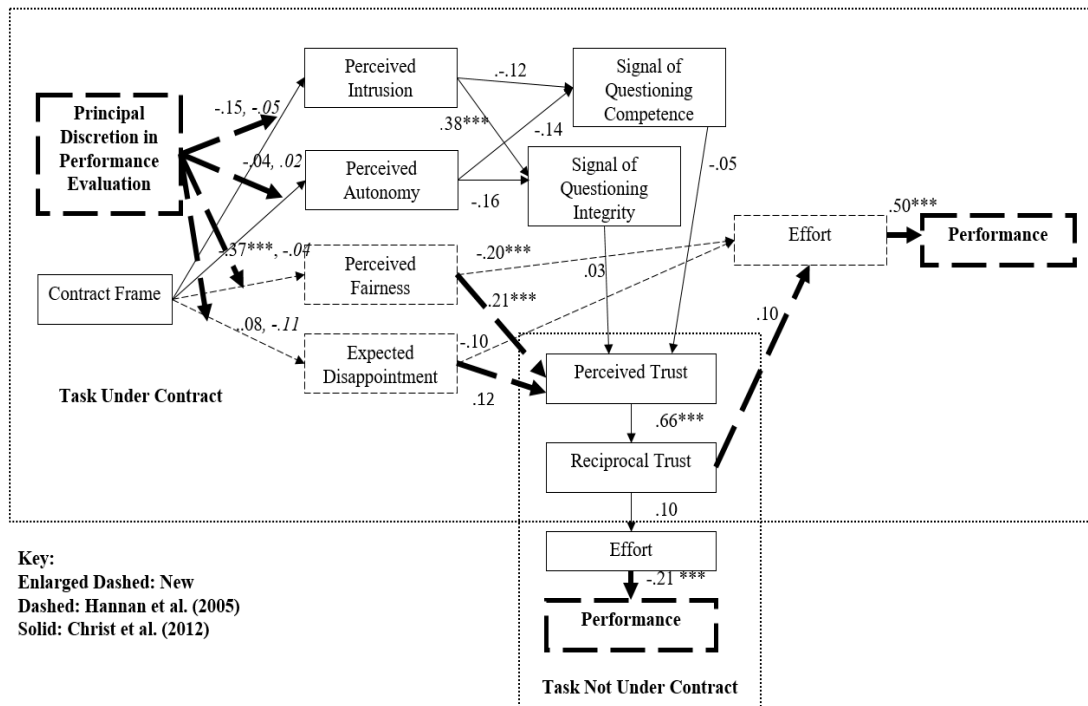 Perceived
Intrusion
Signal of
Questioning
Competence
.-.12
-.15, -.05
.38***
-.14
Principal
Discretion in
Performance
Evaluation
-.04, .02
Perceived
Autonomy
-.16
Signal of
Questioning
Integrity
-.05
.37***, -.04
Perceived
Fairness
-.20***
.03
Effort
.50***
Performance
Contract Frame
.21***
.08, -.11
Expected
Disappointment
-.10
.12
.10
Task Under Contract
Perceived Trust
.66***
Reciprocal Trust
.10
Effort
-.21 ***
Performance
Task Not Under Contract
Key:
Enlarged Dashed: New
Dashed: Hannan et al. (2005)
Solid: Christ et al. (2012)